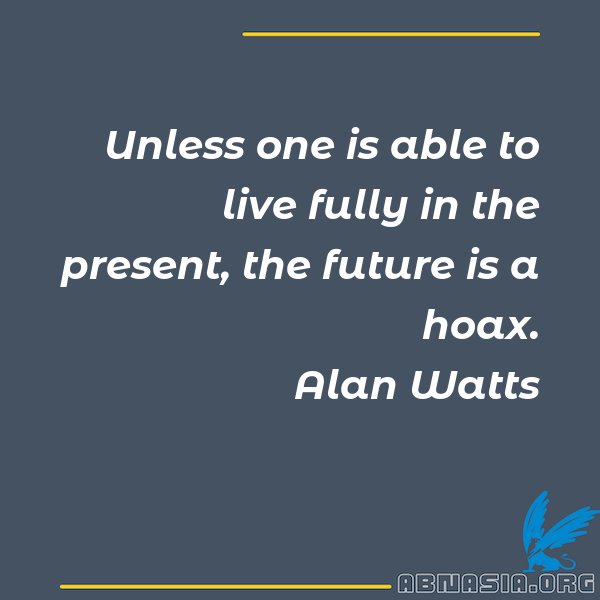 Unless one is able to
live fully in the
present, the future is a
hoax.
Alan Watts
ABNASIA.ORG